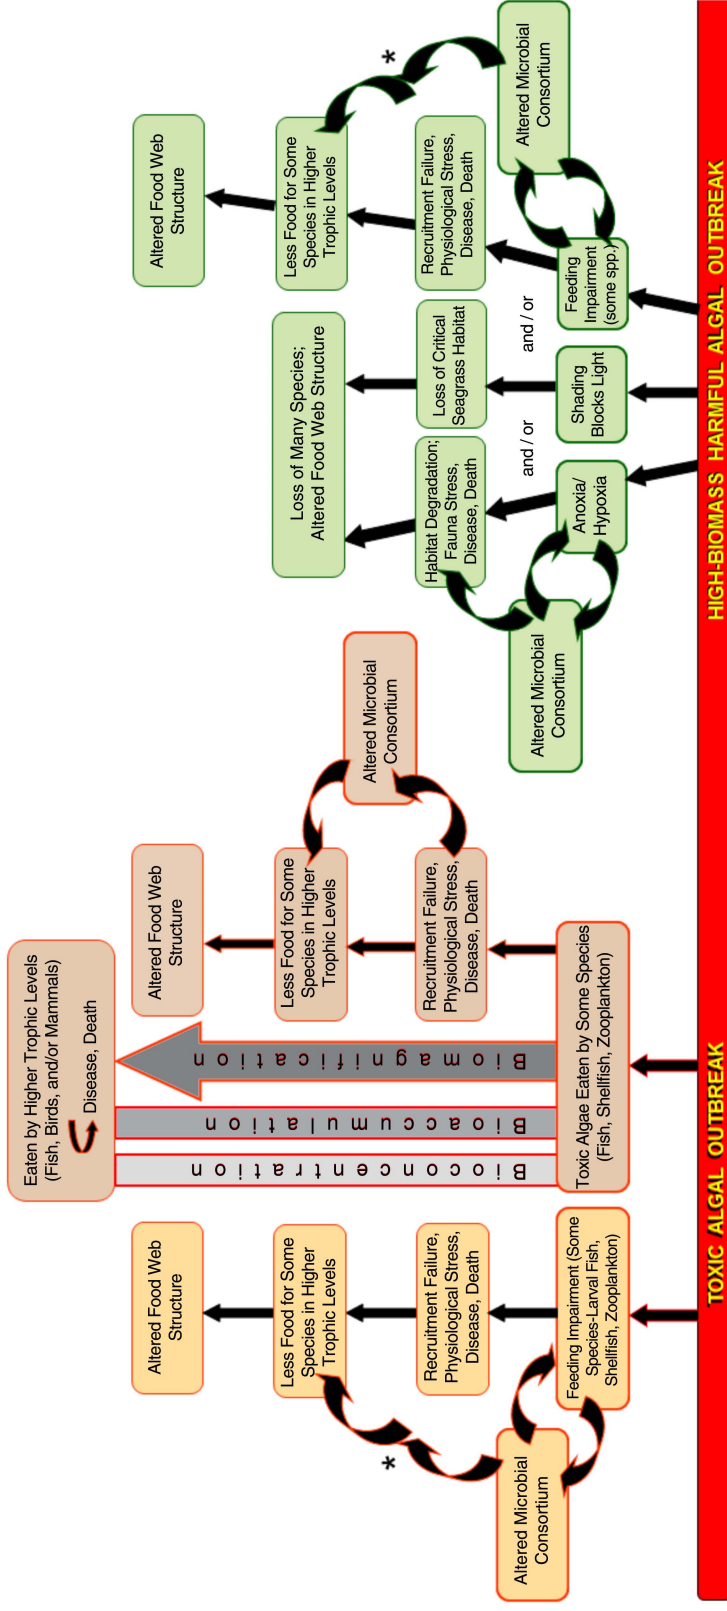 Eaten by Higher Trophic Levels
(Fish, Birds, and/or Mammals)
Disease, Death
Altered Food Web
Structure
Less Food for Some
Species in Higher
Trophic Levels
Recruitment Failure,
Physiological Stress,
Disease, Death
Feeding Impairment (Some
Species-Larval Fish,
Shellfish, Zooplankton)
Altered Microbial
Consortium
*
Bioconcentration
Bioaccumulation
Biomagnification
Toxic Algae Eaten by Some Species
(Fish, Shellfish, Zooplankton)
Altered Food Web
Structure
Less Food for Some
Species in Higher
Trophic Levels
Recruitment Failure,
Physiological Stress,
Disease, Death
Altered Microbial
Consortium
TOXIC ALGAL OUTBREAK
Loss of Many Species;
Altered Food Web Structure
Habitat Degradation;
Fauna Stress,
Disease, Death
Altered Microbial
Consortium
Anoxia/
Hypoxia
and / or
Loss of Critical
Seagrass Habitat
Shading
Blocks Light
and / or
Altered Food Web
Structure
Less Food for Some
Species in Higher
Trophic Levels
Recruitment Failure,
Physiological Stress,
Disease, Death
Feeding
Impairment
(some spp.)
Altered Microbial
Consortium
*
HIGH-BIOMASS HARMFUL ALGAL OUTBREAK